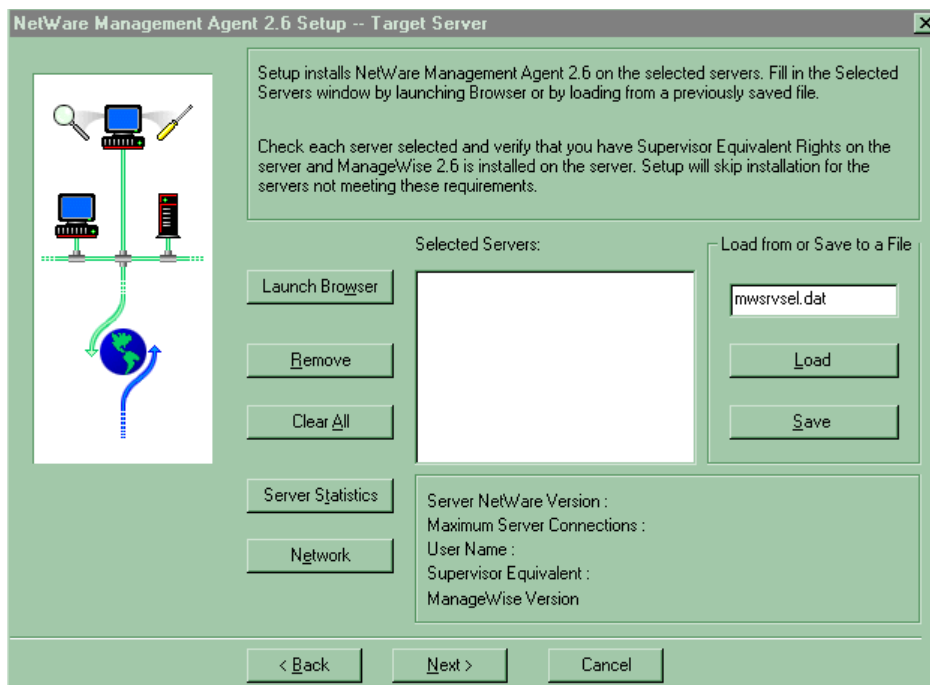 NetWare Management Agent 2.6 Setup -- Target Server
Setup installs NetWare Management Agent 2.6 on the selected servers. Fill in the Selected
Servers window by launching Browser or by loading from a previously saved file.
Check each server selected and verify that you have Supervisor Equivalent Rights on the
server and ManageWise 2.6 is installed on the server. Setup will skip installation for the
servers not meeting these requirements.
Selected Servers:
Load from or Save to a File
Launch Browser
mwsrvsel.dat
Remove
Load
Clear All
Save
Server Statistics
Network
Server NetWare Version :
Maximum Server Connections :
User Name :
Supervisor Equivalent :
ManageWise Version
< Back
Next >
Cancel